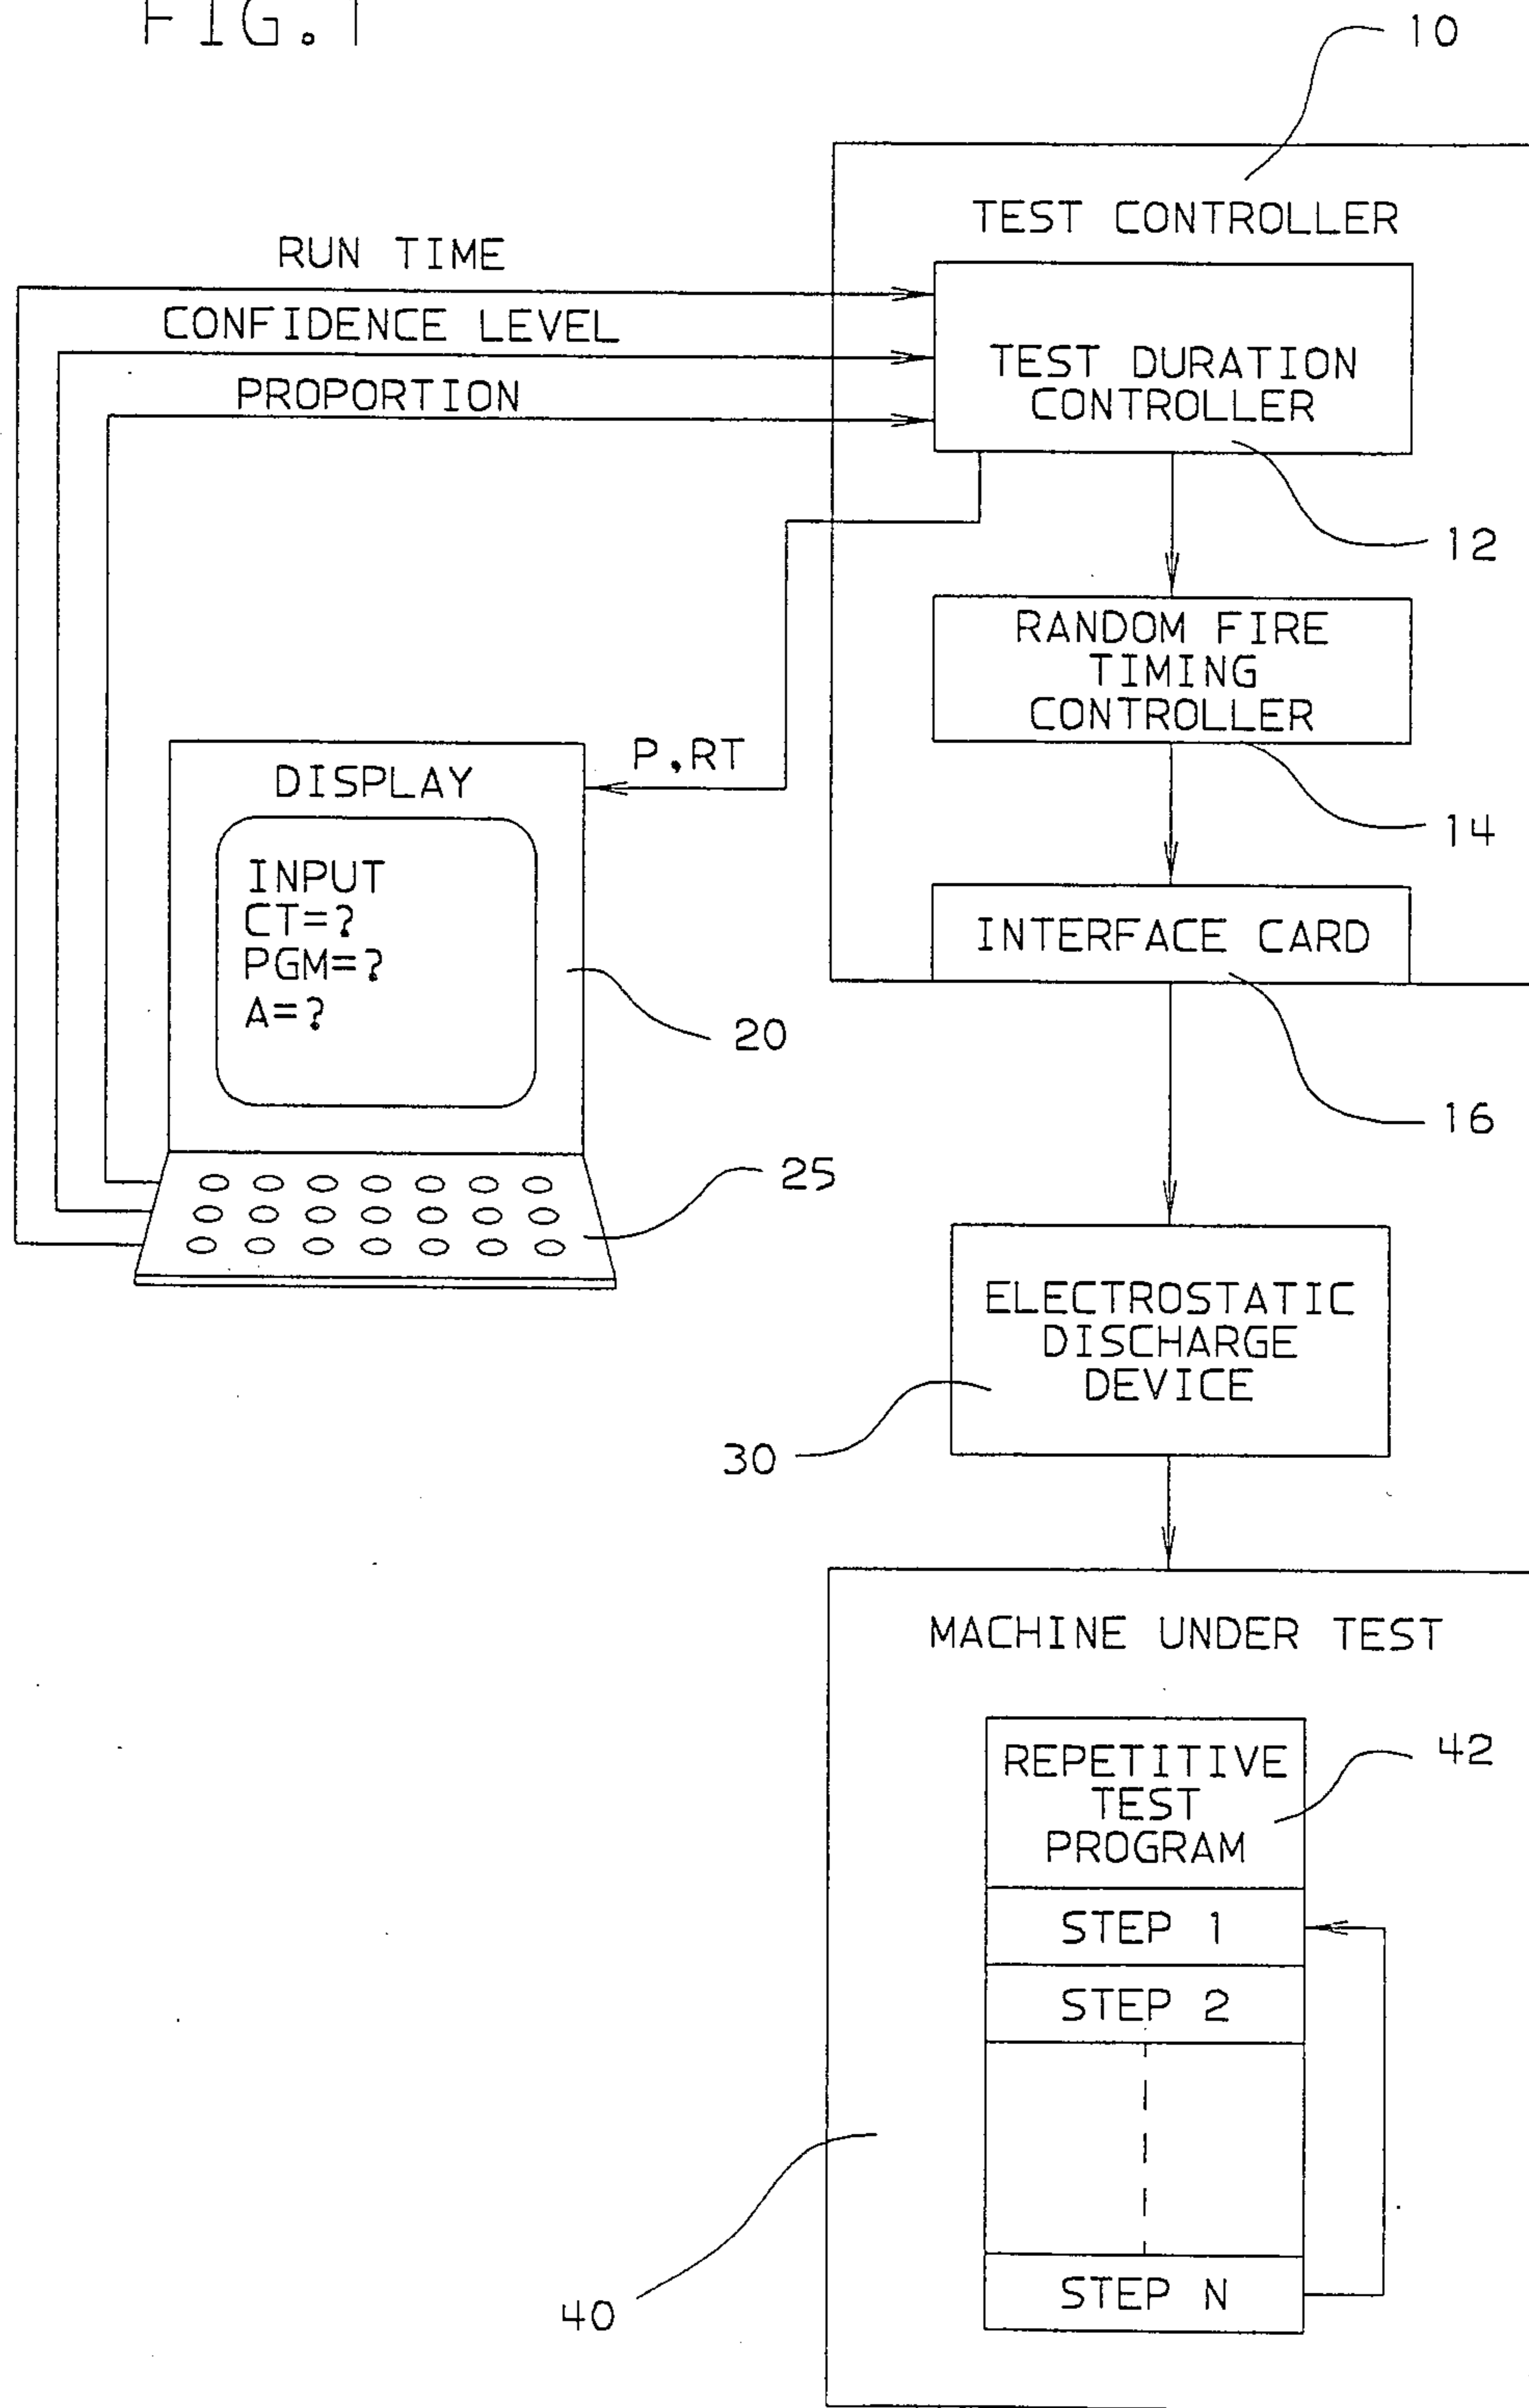 FIG. 1
10
TEST CONTROLLER
RUN TIME
CONFIDENCE LEVEL
PROPORTION
TEST DURATION
CONTROLLER
12
RANDOM FIRE
TIMING
CONTROLLER
14
P,RT
DISPLAY
INPUT
CT=?
PGM=?
A=?
20
INTERFACE CARD
16
25
ELECTROSTATIC
DISCHARGE
DEVICE
30
MACHINE UNDER TEST
REPETITIVE
TEST
PROGRAM
42
STEP 1
STEP 2
STEP N
40